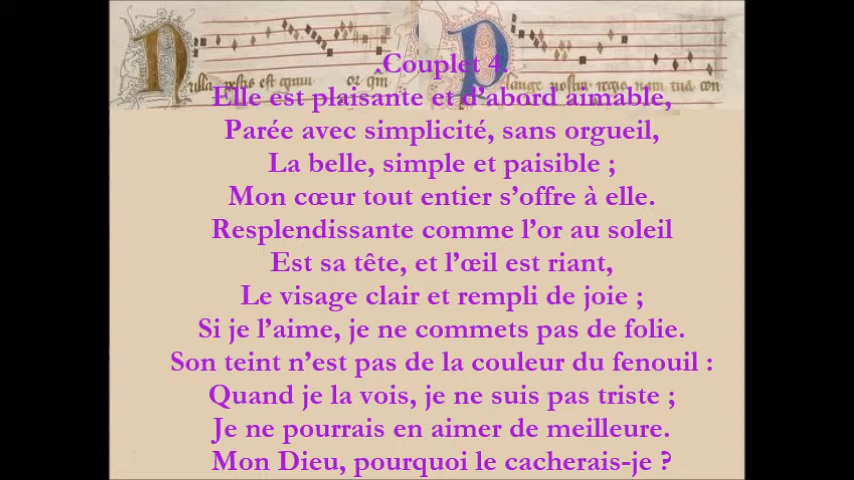 Couplet 4.
Elle est plaisante et d'abord aimable,
Parée avec simplicité, sans orgueil,
La belle, simple et paisible ;
Mon cœur tout entier s'offre à elle.
Resplendissante comme l'or au soleil
Est sa tête, et l'œil est riant,
Le visage clair et rempli de joie ;
Si je l'aime, je ne commets pas de folie.
Son teint n'est pas de la couleur du fenouil :
Quand je la vois, je ne suis pas triste ;
Je ne pourrais en aimer de meilleure.
Mon Dieu, pourquoi le cacherais-je ?